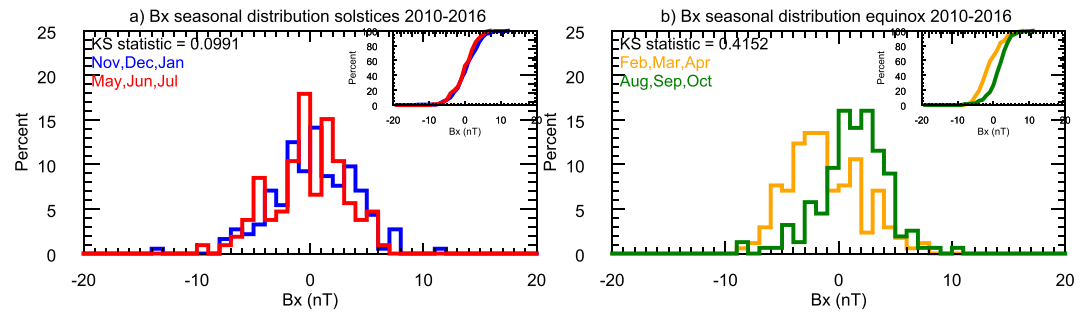 a) Bx seasonal distribution solstices 2010-2016
KS statistic = 0.0991
Nov,Dec,Jan
May,Jun,Jul
Percent
25
20
15
10
5
0
-20
-10
0
10
20
Bx (nT)
Percent
100
80
60
40
20
0
-20
-10
0
10
20
Bx (nT)
b) Bx seasonal distribution equinox 2010-2016
KS statistic = 0.4152
Feb,Mar,Apr
Aug,Sep,Oct
Percent
25
20
15
10
5
0
-20
-10
0
10
20
Bx (nT)
Percent
100
80
60
40
20
0
-20
-10
0
10
20
Bx (nT)